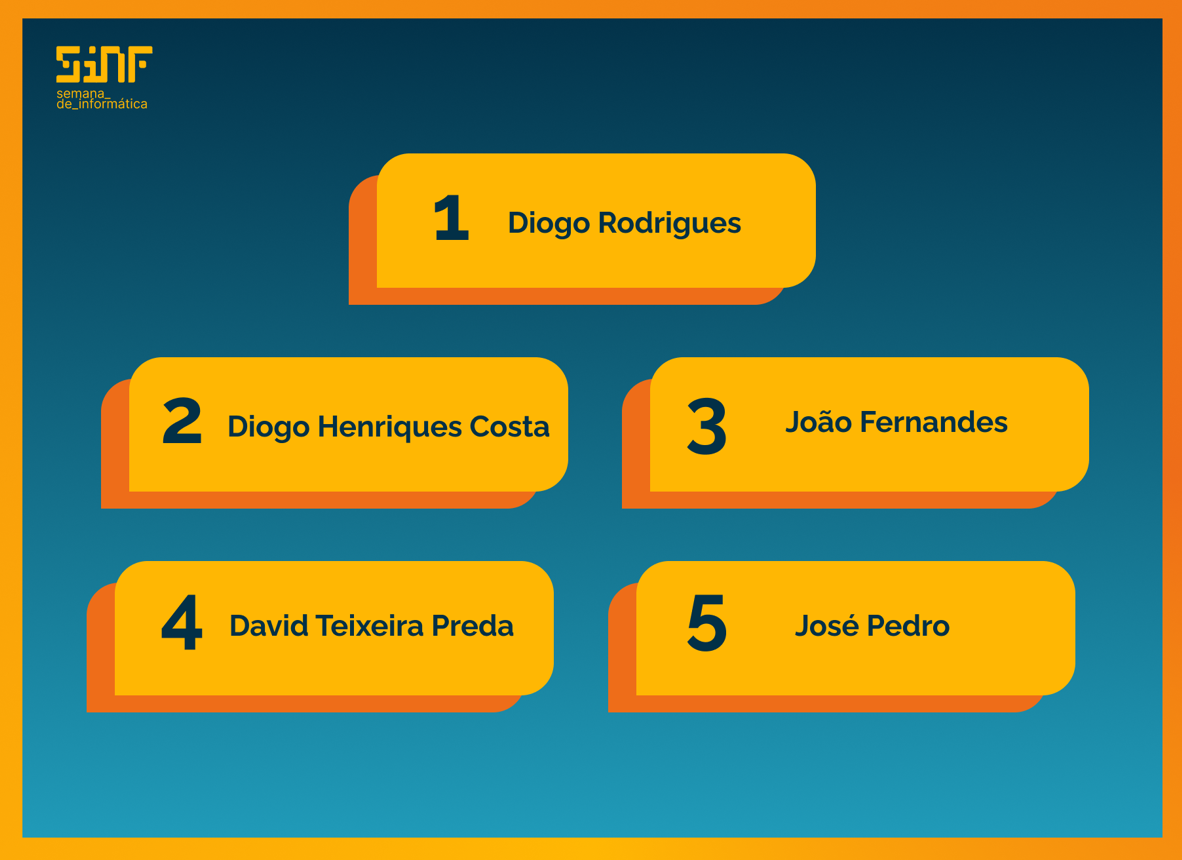 SINF
semana_
de_informática
1 Diogo Rodrigues
2 Diogo Henriques Costa
3 João Fernandes
4 David Teixeira Preda
5 José Pedro